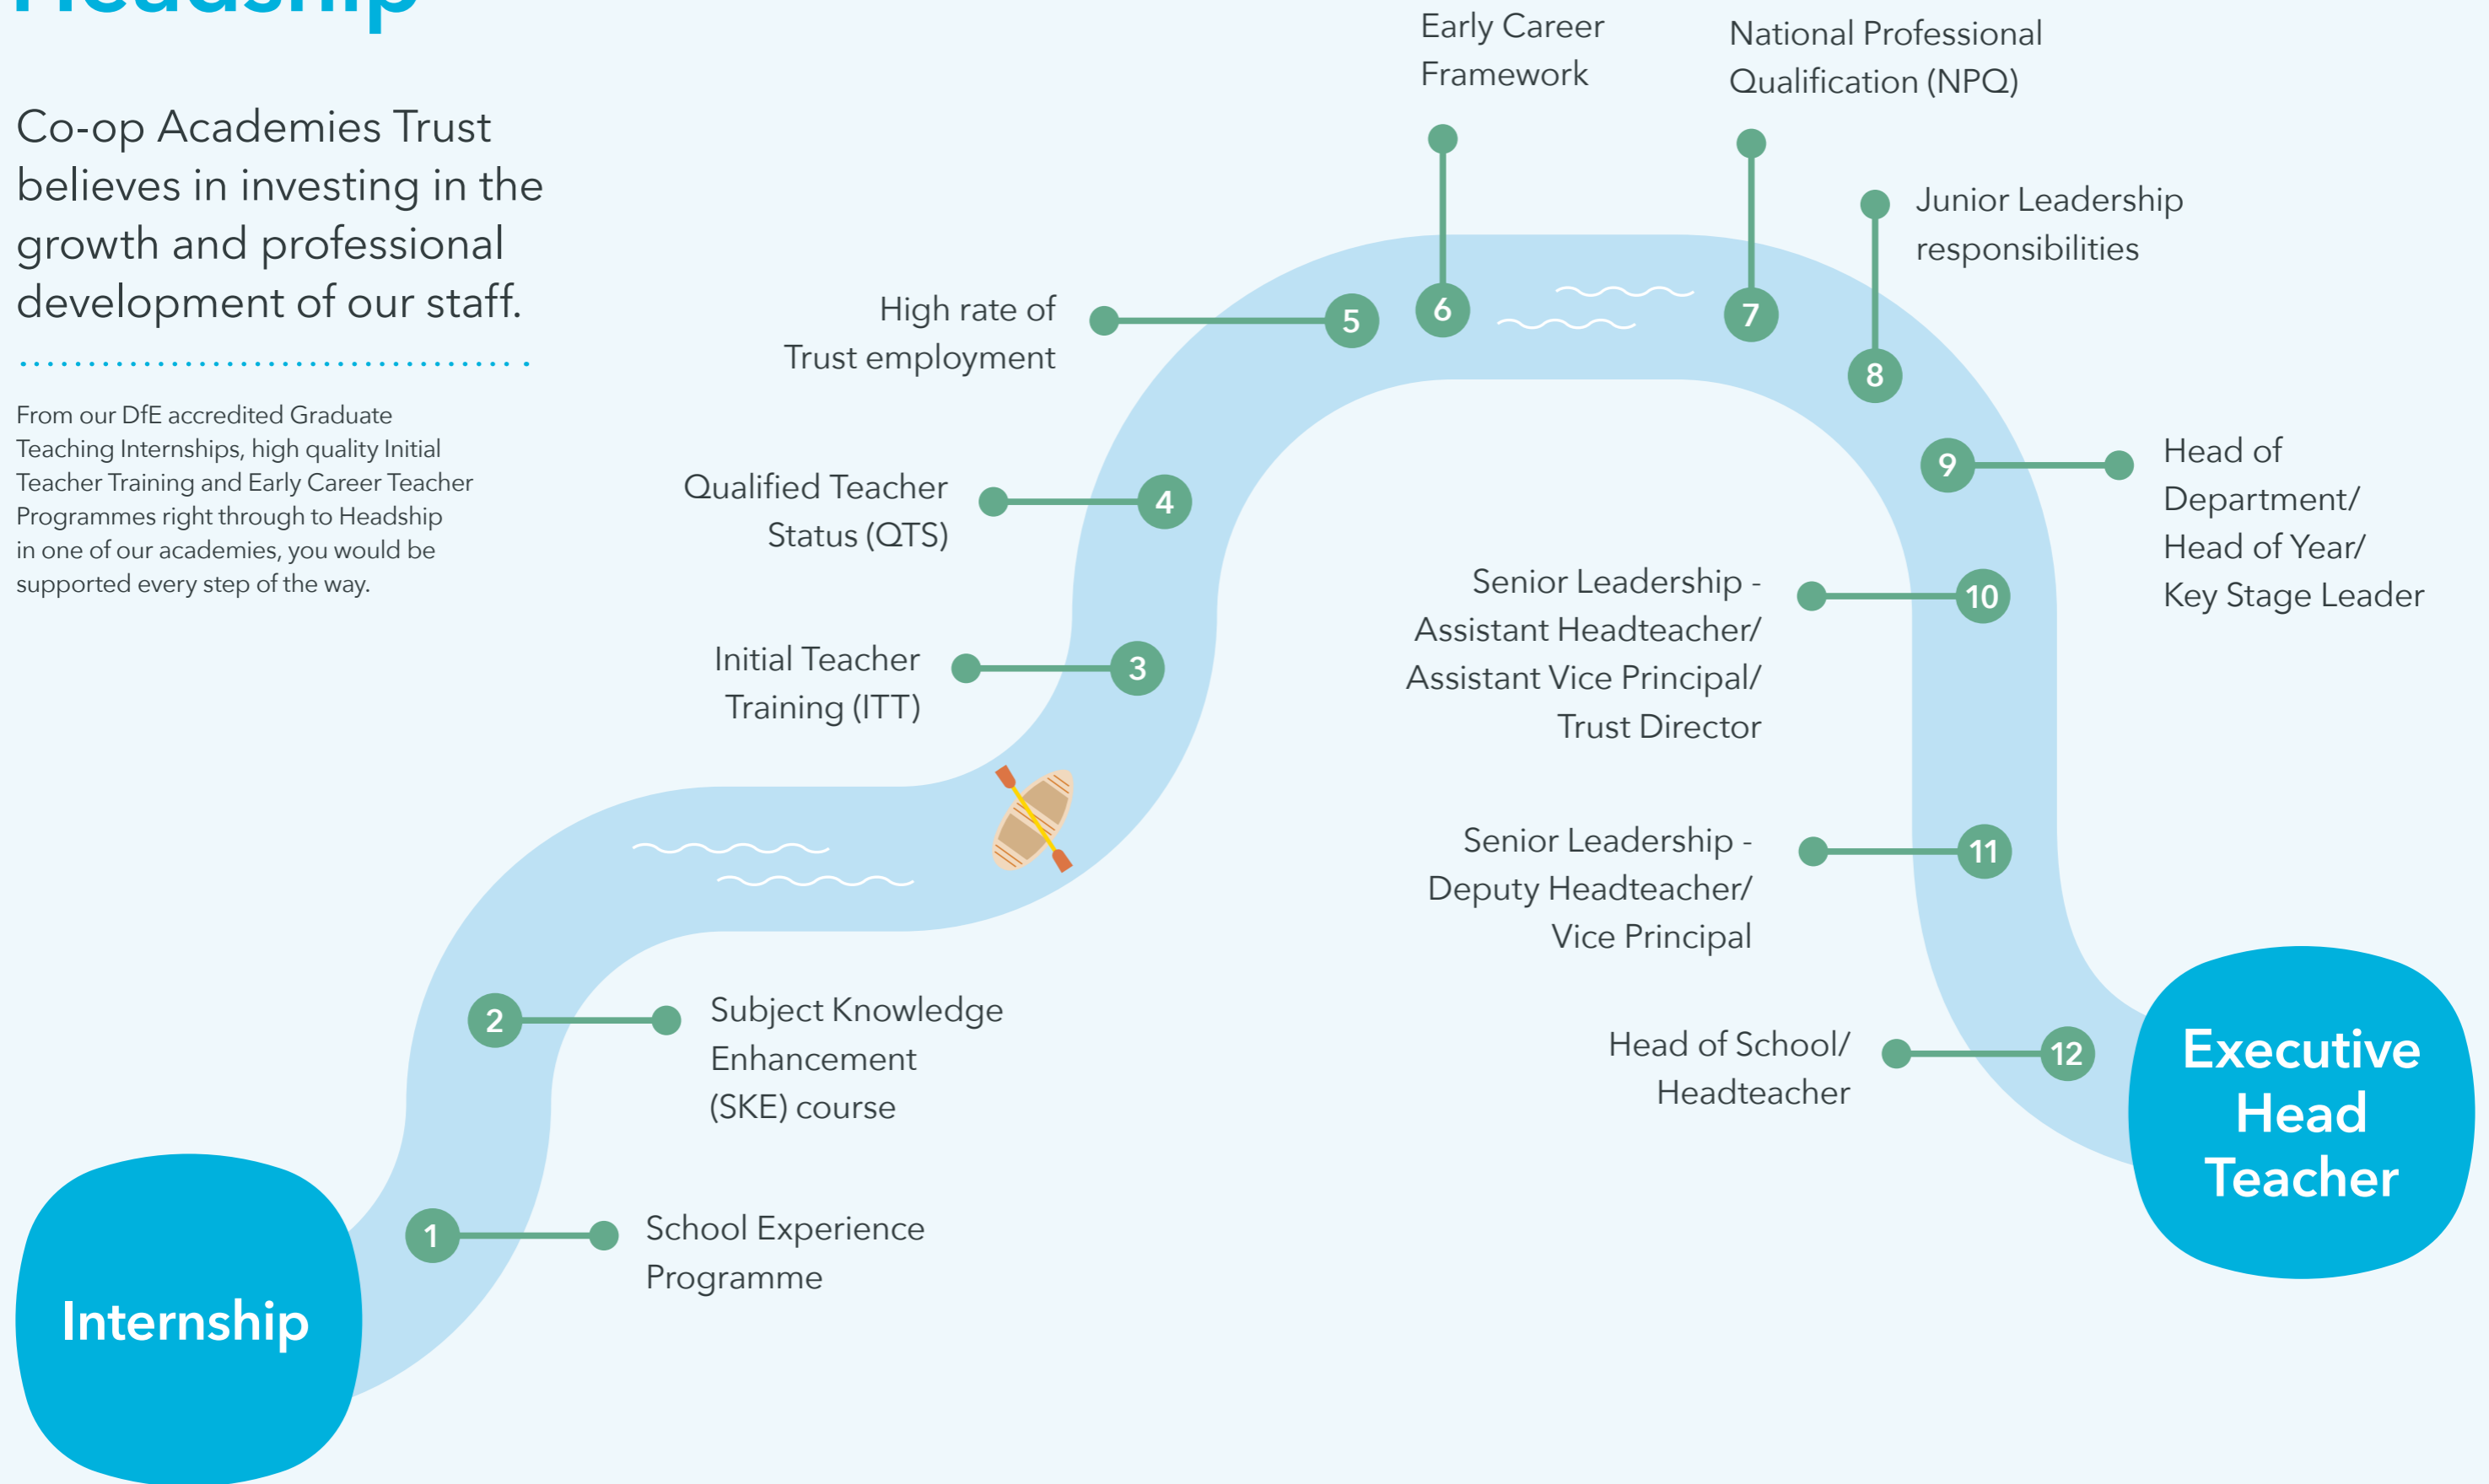 Headship
Co-op Academies Trust
believes in investing in the
growth and professional
development of our staff.
From our DfE accredited Graduate
Teaching Internships, high quality Initial
Teacher Training and Early Career Teacher
Programmes right through to Headship
in one of our academies, you would be
supported every step of the way.
Internship
1
School Experience
Programme
2
Subject Knowledge
Enhancement
(SKE) course
3
Initial Teacher
Training (ITT)
4
Qualified Teacher
Status (QTS)
5
High rate of
Trust employment
6
Early Career
Framework
7
National Professional
Qualification (NPQ)
8
Junior Leadership
responsibilities
9
Head of
Department/
Head of Year/
Key Stage Leader
10
Senior Leadership -
Assistant Headteacher/
Assistant Vice Principal/
Trust Director
11
Senior Leadership -
Deputy Headteacher/
Vice Principal
12
Head of School/
Headteacher
Executive
Head
Teacher